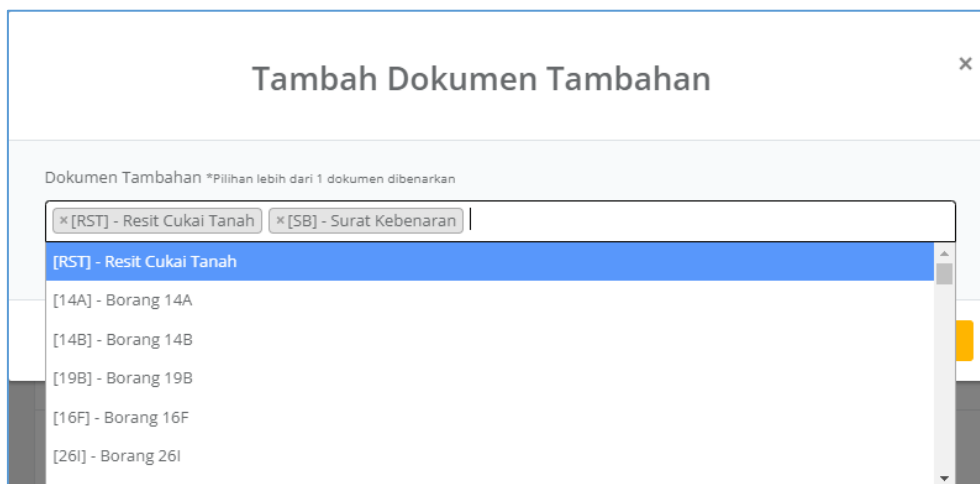 Tambah Dokumen Tambahan
×
Dokumen Tambahan *Pilihan lebih dari 1 dokumen dibenarkan
×[RST] - Resit Cukai Tanah ×[SB] - Surat Kebenaran
[RST] - Resit Cukai Tanah
[14A] - Borang 14A
[14B] - Borang 14B
[19B] - Borang 19B
[16F] - Borang 16F
[26I] - Borang 26I